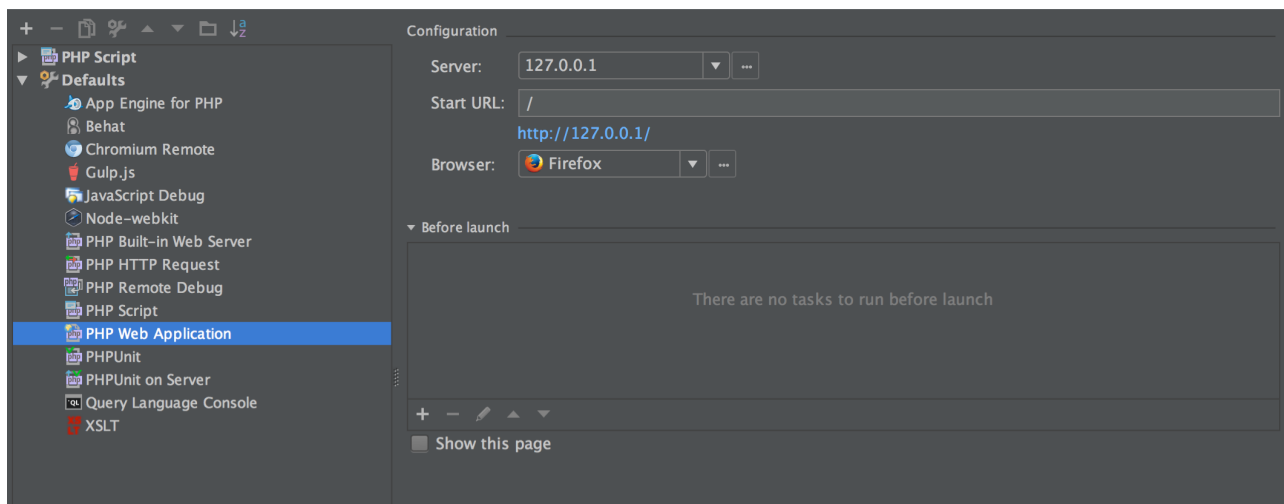 PHP Script
Defaults
App Engine for PHP
Behat
Chromium Remote
Gulp.js
JavaScript Debug
Node-webkit
PHP Built-in Web Server
PHP HTTP Request
PHP Remote Debug
PHP Script
PHP Web Application
PHPUnit
PHPUnit on Server
Query Language Console
XSLT
Configuration
Server: 127.0.0.1
Start URL: /
http://127.0.0.1/
Browser: Firefox
Before launch
There are no tasks to run before launch
Show this page